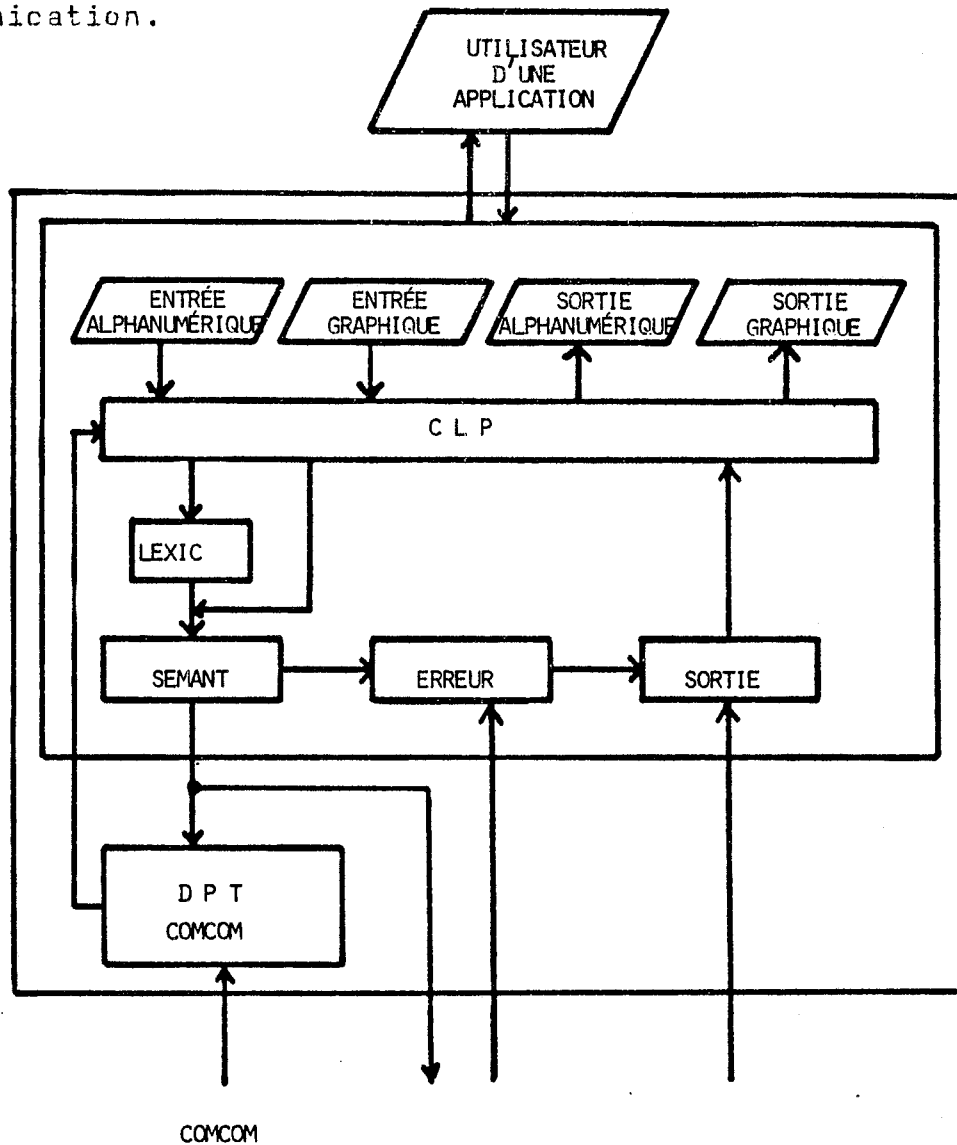 nication.
UTILISATEUR
D'UNE
APPLICATION
ENTRÉE
ALPHANUMÉRIQUE
ENTRÉE
GRAPHIQUE
SORTIE
ALPHANUMÉRIQUE
SORTIE
GRAPHIQUE
C L P
LEXIC
SEMANT
ERREUR
SORTIE
D P T
COMCOM
COMCOM